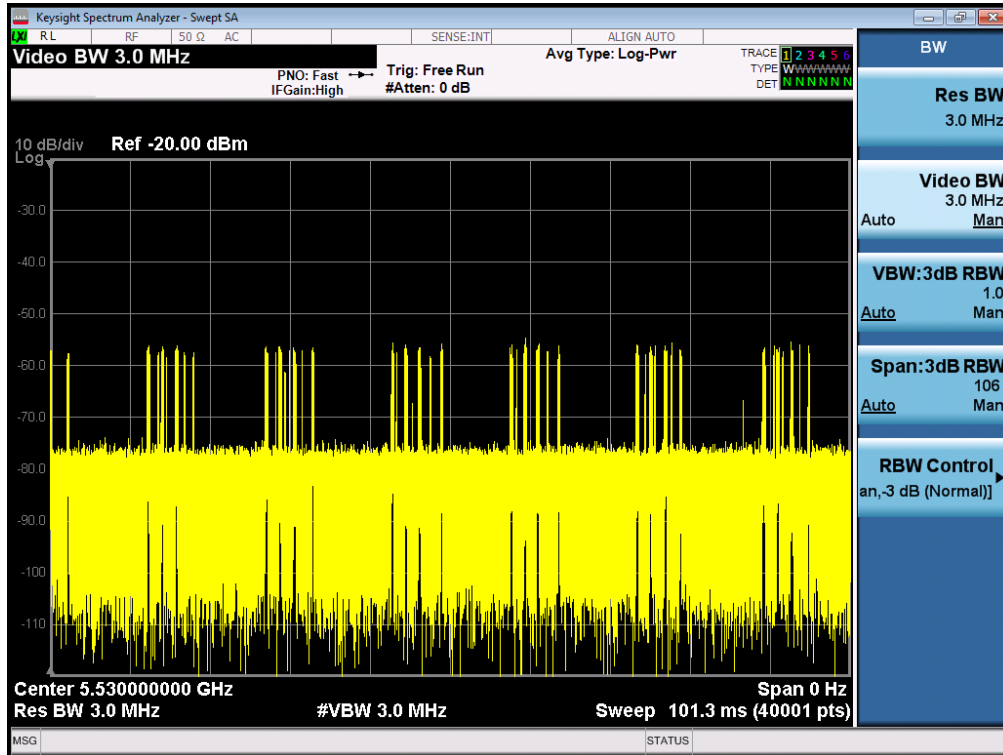 Keysight Spectrum Analyzer - Swept SA
LXI RL RF 50 Ω AC SENSE:INT ALIGN AUTO
Video BW 3.0 MHz
PNO: Fast
IFGain:High
Trig: Free Run
#Atten: 0 dB
Avg Type: Log-Pwr
TRACE 1 2 3 4 5 6
TYPE WWWWWW
DET N N N N N N
10 dB/div Ref -20.00 dBm
Log
-30.0
-40.0
-50.0
-60.0
-70.0
-80.0
-90.0
-100
-110
Center 5.530000000 GHz Span 0 Hz
Res BW 3.0 MHz #VBW 3.0 MHz Sweep 101.3 ms (40001 pts)
MSG STATUS
BW
Res BW
3.0 MHz
Video BW
3.0 MHz
Auto Man
VBW:3dB RBW
1.0
Auto Man
Span:3dB RBW
106
Auto Man
RBW Control
an,-3 dB (Normal)]